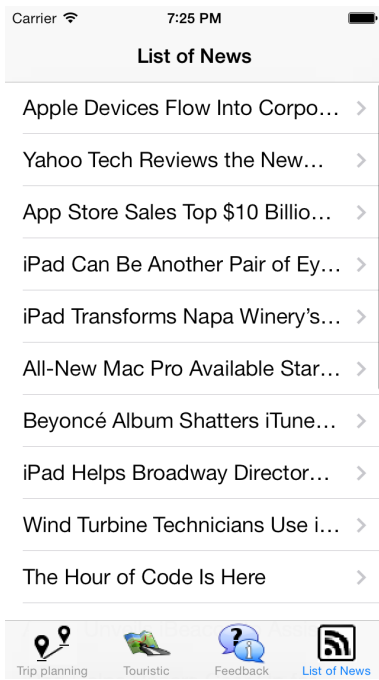 Carrier 7:25 PM
List of News
Apple Devices Flow Into Corpo…
Yahoo Tech Reviews the New…
App Store Sales Top $10 Billio…
iPad Can Be Another Pair of Ey…
iPad Transforms Napa Winery’s…
All-New Mac Pro Available Star…
Beyoncé Album Shatters iTune…
iPad Helps Broadway Director…
Wind Turbine Technicians Use i…
The Hour of Code Is Here
Trip planning Touristic Feedback List of News